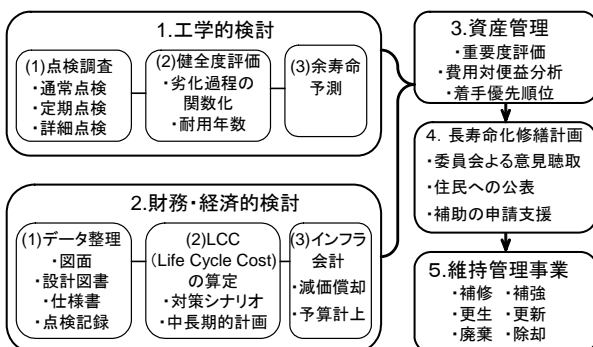 1.工学的検討
(1)点検調査
・通常点検
・定期点検
・詳細点検
(2)健全度評価
・劣化過程の
関数化
・耐用年数
(3)余寿命
予測
2.財務・経済的検討
(1)データ整理
・図面
・設計図書
・仕様書
・点検記録
(2)LCC
(Life Cycle Cost)
の算定
・対策シナリオ
・中長期的計画
(3)インフラ
会計
・減価償却
・予算計上
3.資産管理
・重要度評価
・費用対便益分析
・着手優先順位
4. 長寿命化修繕計画
・委員会よる意見聴取
・住民への公表
・補助の申請支援
5.維持管理事業
・補修 ・補強
・更生 ・更新
・廃棄 ・除却